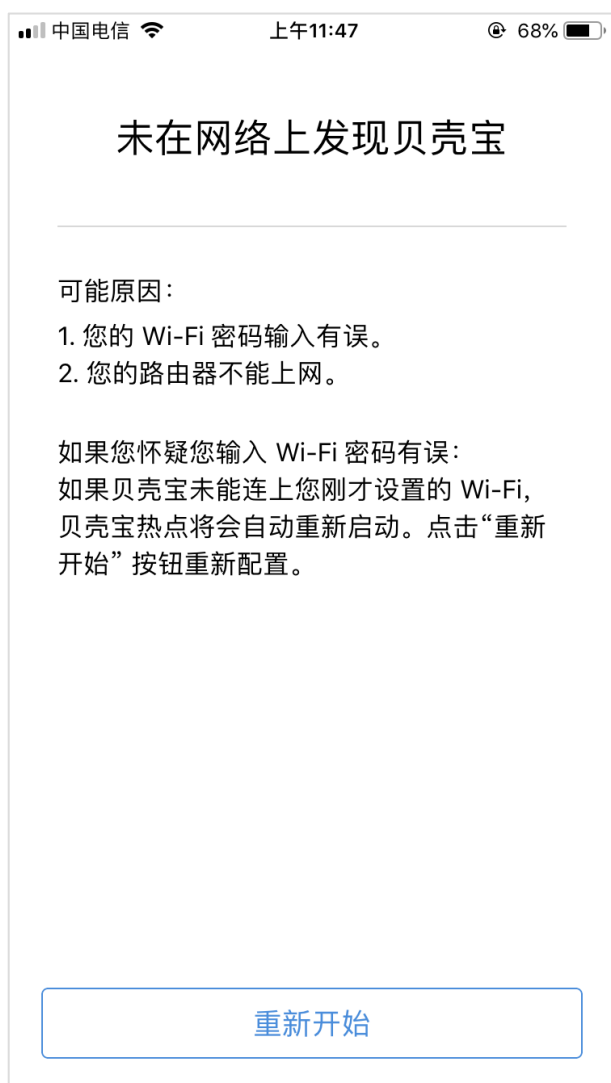 中国电信 上午11:47 68%
未在网络上发现贝壳宝
可能原因：
1. 您的 Wi-Fi 密码输入有误。
2. 您的路由器不能上网。
如果您怀疑您输入 Wi-Fi 密码有误：
如果贝壳宝未能连上您刚才设置的 Wi-Fi,
贝壳宝热点将会自动重新启动。点击“重新
开始” 按钮重新配置。
重新开始